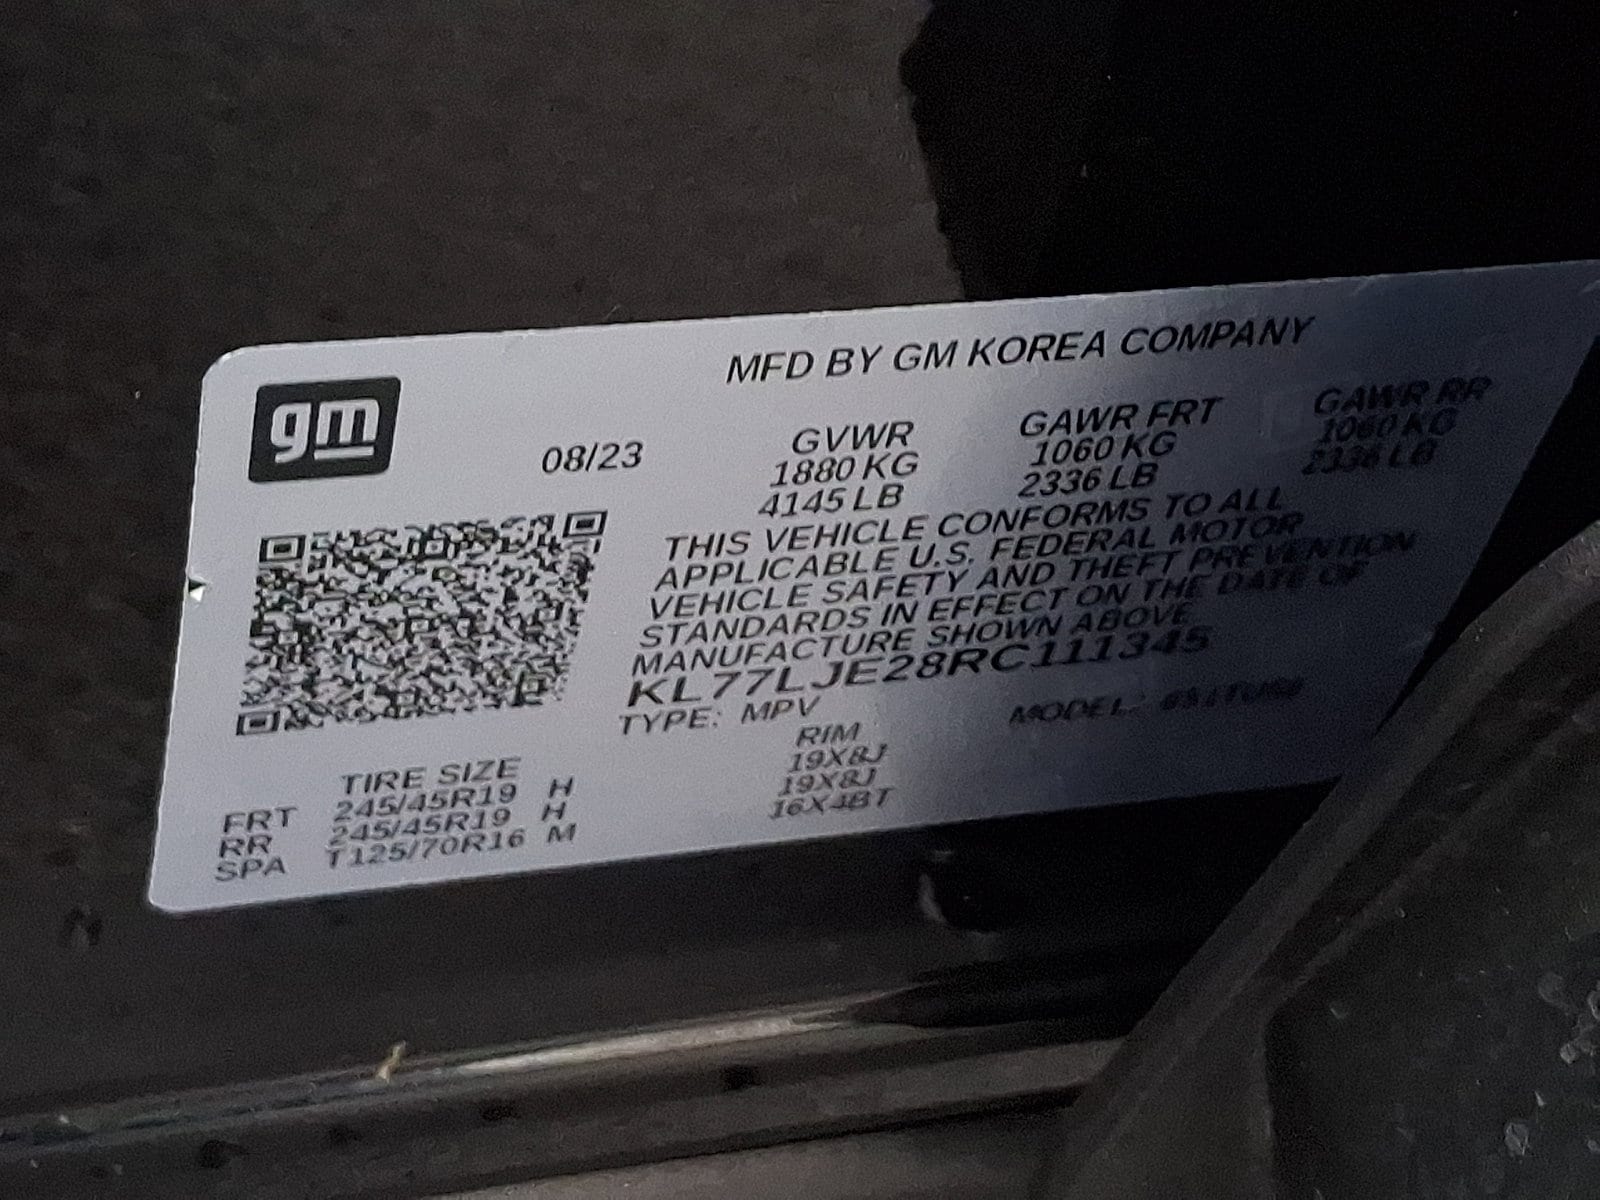 gm
MFD BY GM KOREA COMPANY
08/23 GVWR GAWR FRT GAWR RR
1880 KG 1060 KG 1060 KG
4145 LB 2336 LB 2336 LB
THIS VEHICLE CONFORMS TO ALL
APPLICABLE U.S. FEDERAL MOTOR
VEHICLE SAFETY AND THEFT PREVENTION
STANDARDS IN EFFECT ON THE DATE OF
MANUFACTURE SHOWN ABOVE
KL77LJE28RC111345
TYPE: MPV MODEL:
TIRE SIZE RIM
FRT 245/45R19 H 19X8J
RR 245/45R19 H 19X8J
SPA T125/70R16 M 16X4BT